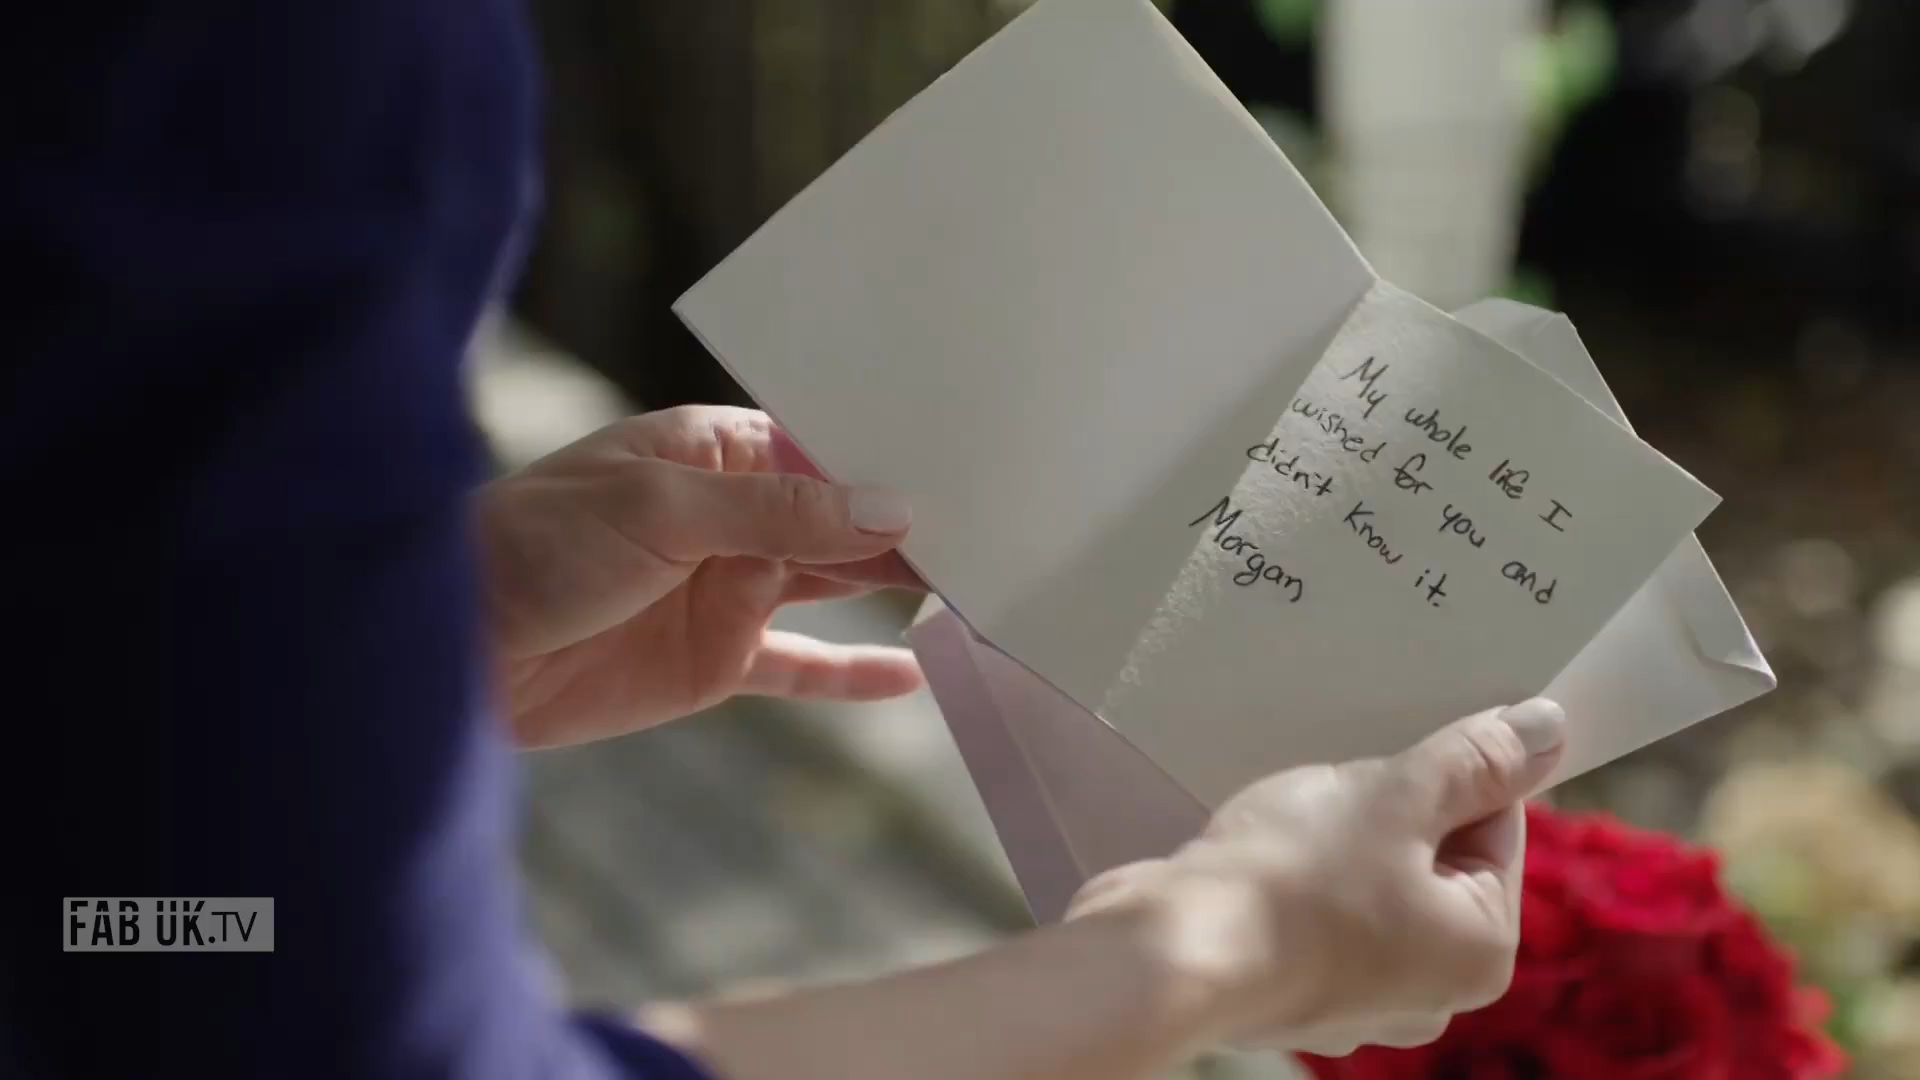 My whole life I
wished for you and
didn't know it.
Morgan
FAB UK.TV